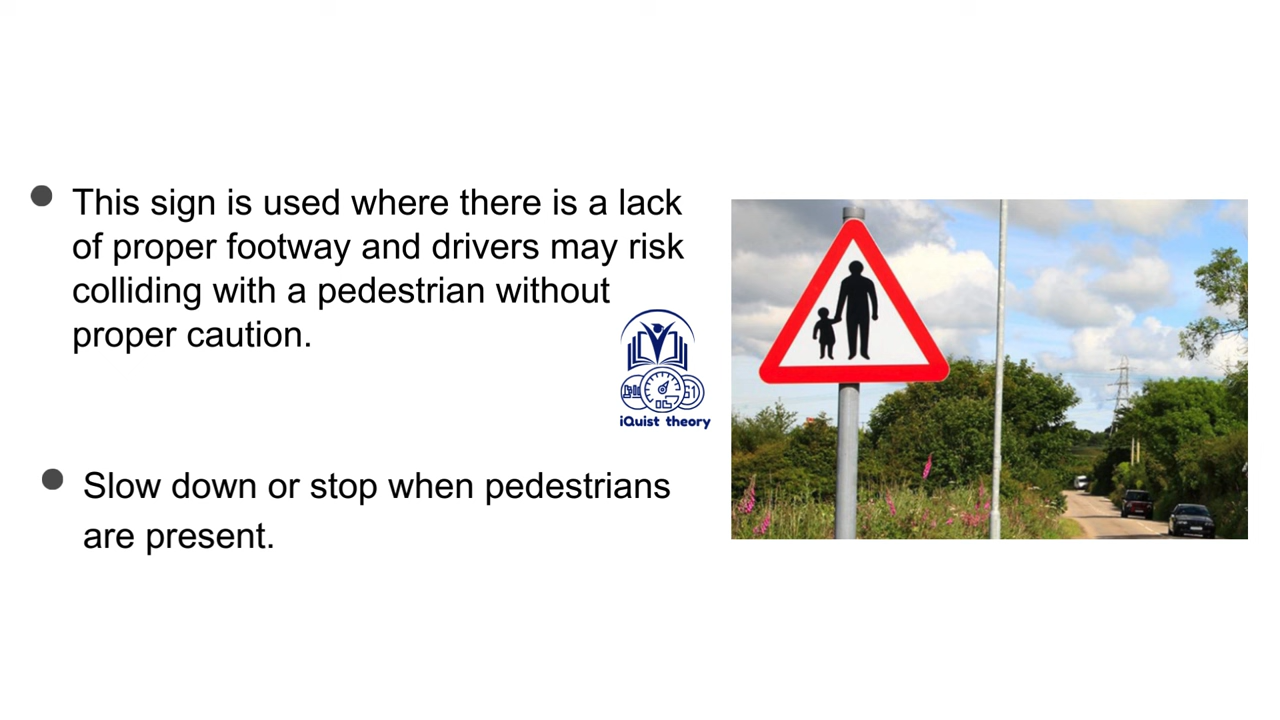 This sign is used where there is a lack
of proper footway and drivers may risk
colliding with a pedestrian without
proper caution.
iQuist theory
Slow down or stop when pedestrians
are present.